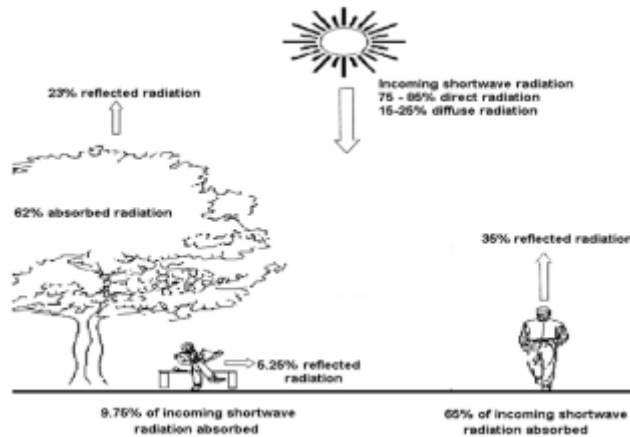 23% reflected radiation
Incoming shortwave radiation
75 - 85% direct radiation
15-25% diffuse radiation
62% absorbed radiation
35% reflected radiation
5.25% reflected
radiation
9.75% of incoming shortwave
radiation absorbed
65% of incoming shortwave
radiation absorbed